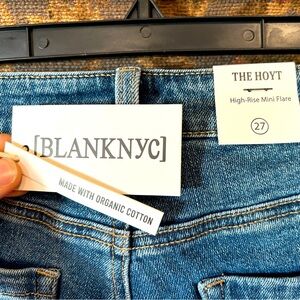 [BLANKNYC]
MADE WITH ORGANIC COTTON
THE HOYT
High-Rise Mini Flare
27